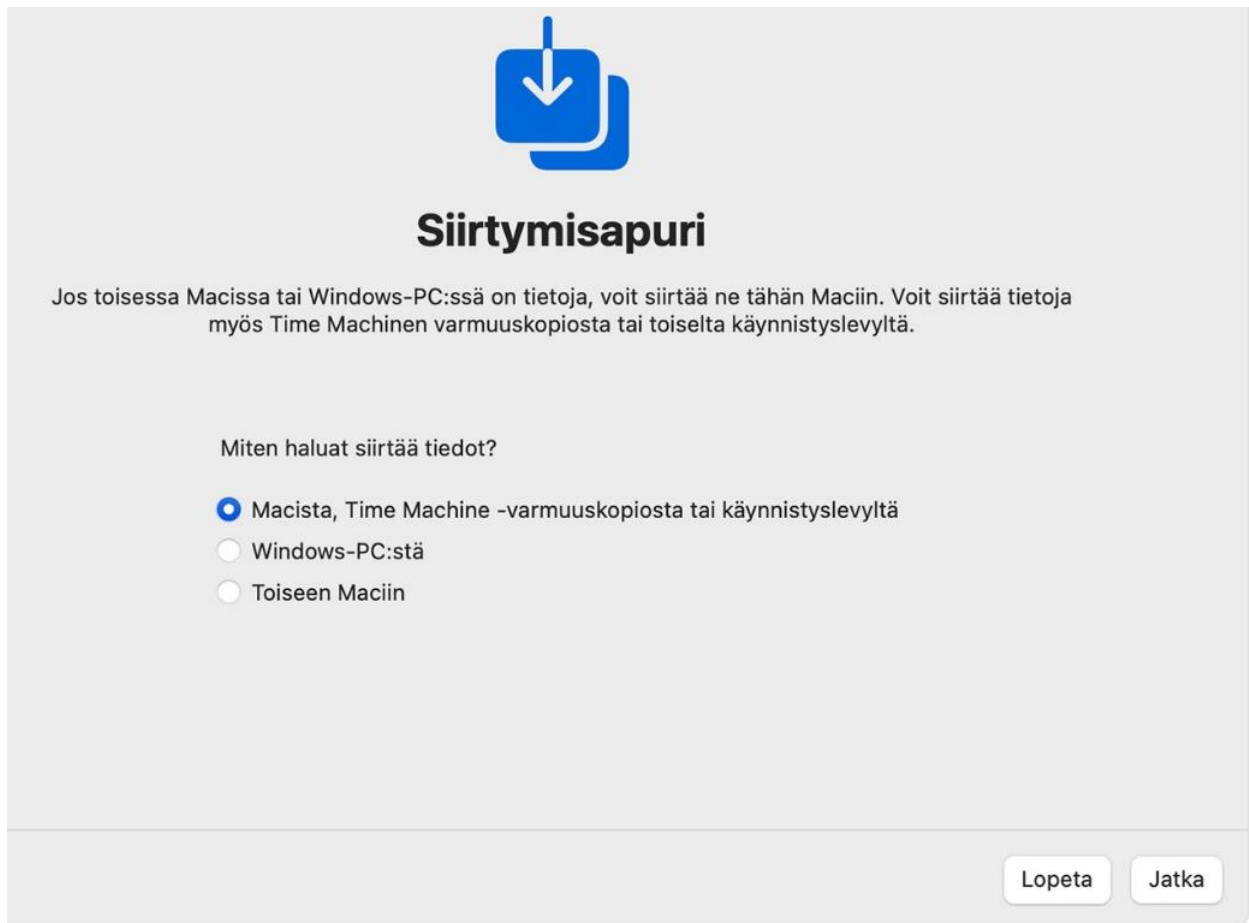 Siirtymisapuri
Jos toisessa Macissa tai Windows-PC:ssä on tietoja, voit siirtää ne tähän Maciin. Voit siirtää tietoja
myös Time Machinen varmuuskopiosta tai toiselta käynnistyslevyltä.
Miten haluat siirtää tiedot?
Macista, Time Machine -varmuuskopiosta tai käynnistyslevyltä
Windows-PC:stä
Toiseen Maciin
Lopeta Jatka